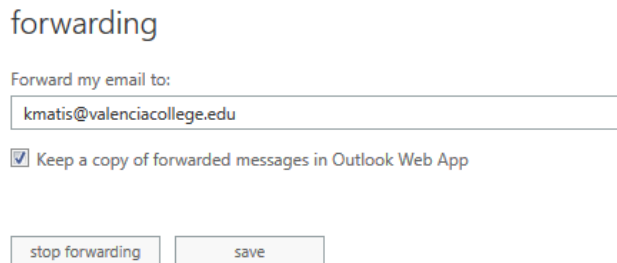 forwarding
Forward my email to:
kmatis@valenciacollege.edu
Keep a copy of forwarded messages in Outlook Web App
stop forwarding save